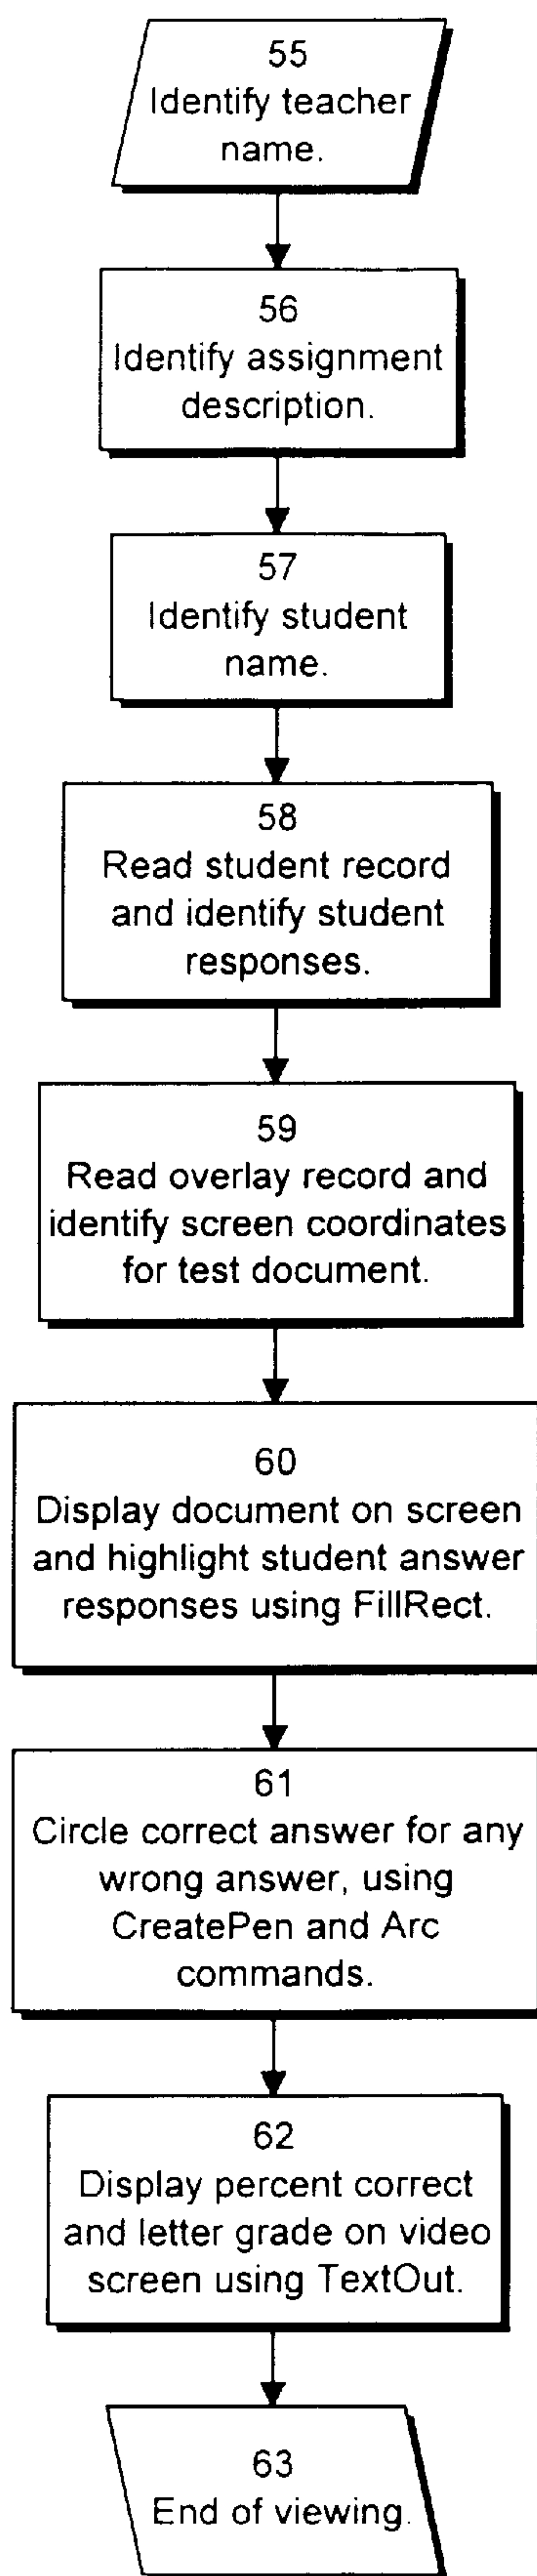 55
Identify teacher
name.
56
Identify assignment
description.
57
Identify student
name.
58
Read student record
and identify student
responses.
59
Read overlay record and
identify screen coordinates
for test document.
60
Display document on screen
and highlight student answer
responses using FillRect.
61
Circle correct answer for any
wrong answer, using
CreatePen and Arc
commands.
62
Display percent correct
and letter grade on video
screen using TextOut.
63
End of viewing.